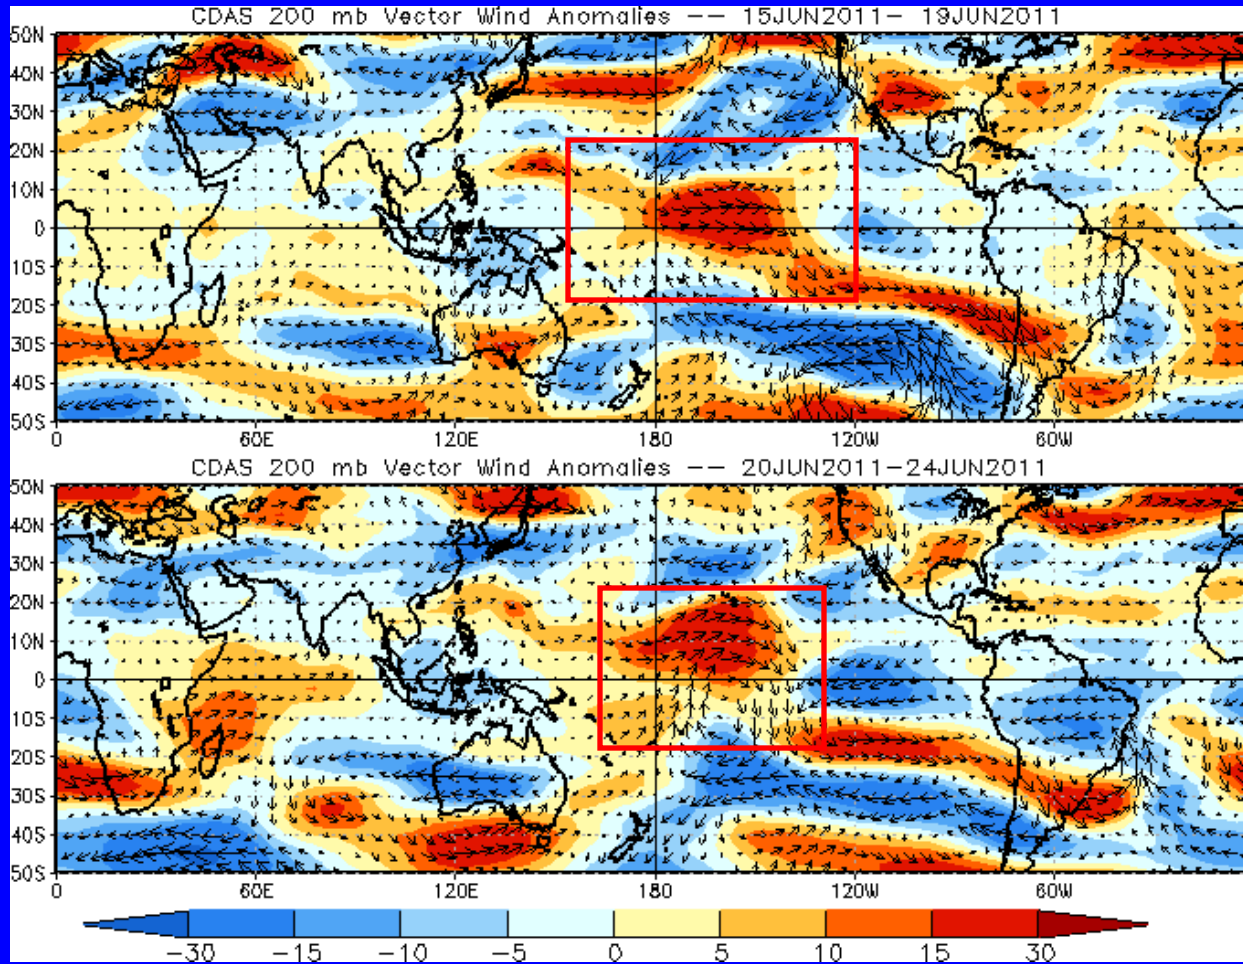 CDAS 200 mb Vector Wind Anomalies -- 15JUN2011- 19JUN2011
50N
40N
30N
20N
10N
0
10S
20S
30S
40S
50S
0 60E 120E 180 120W 60W
CDAS 200 mb Vector Wind Anomalies -- 20JUN2011-24JUN2011
50N
40N
30N
20N
10N
0
10S
20S
30S
40S
50S
0 60E 120E 180 120W 60W
-30 -15 -10 -5 0 5 10 15 30